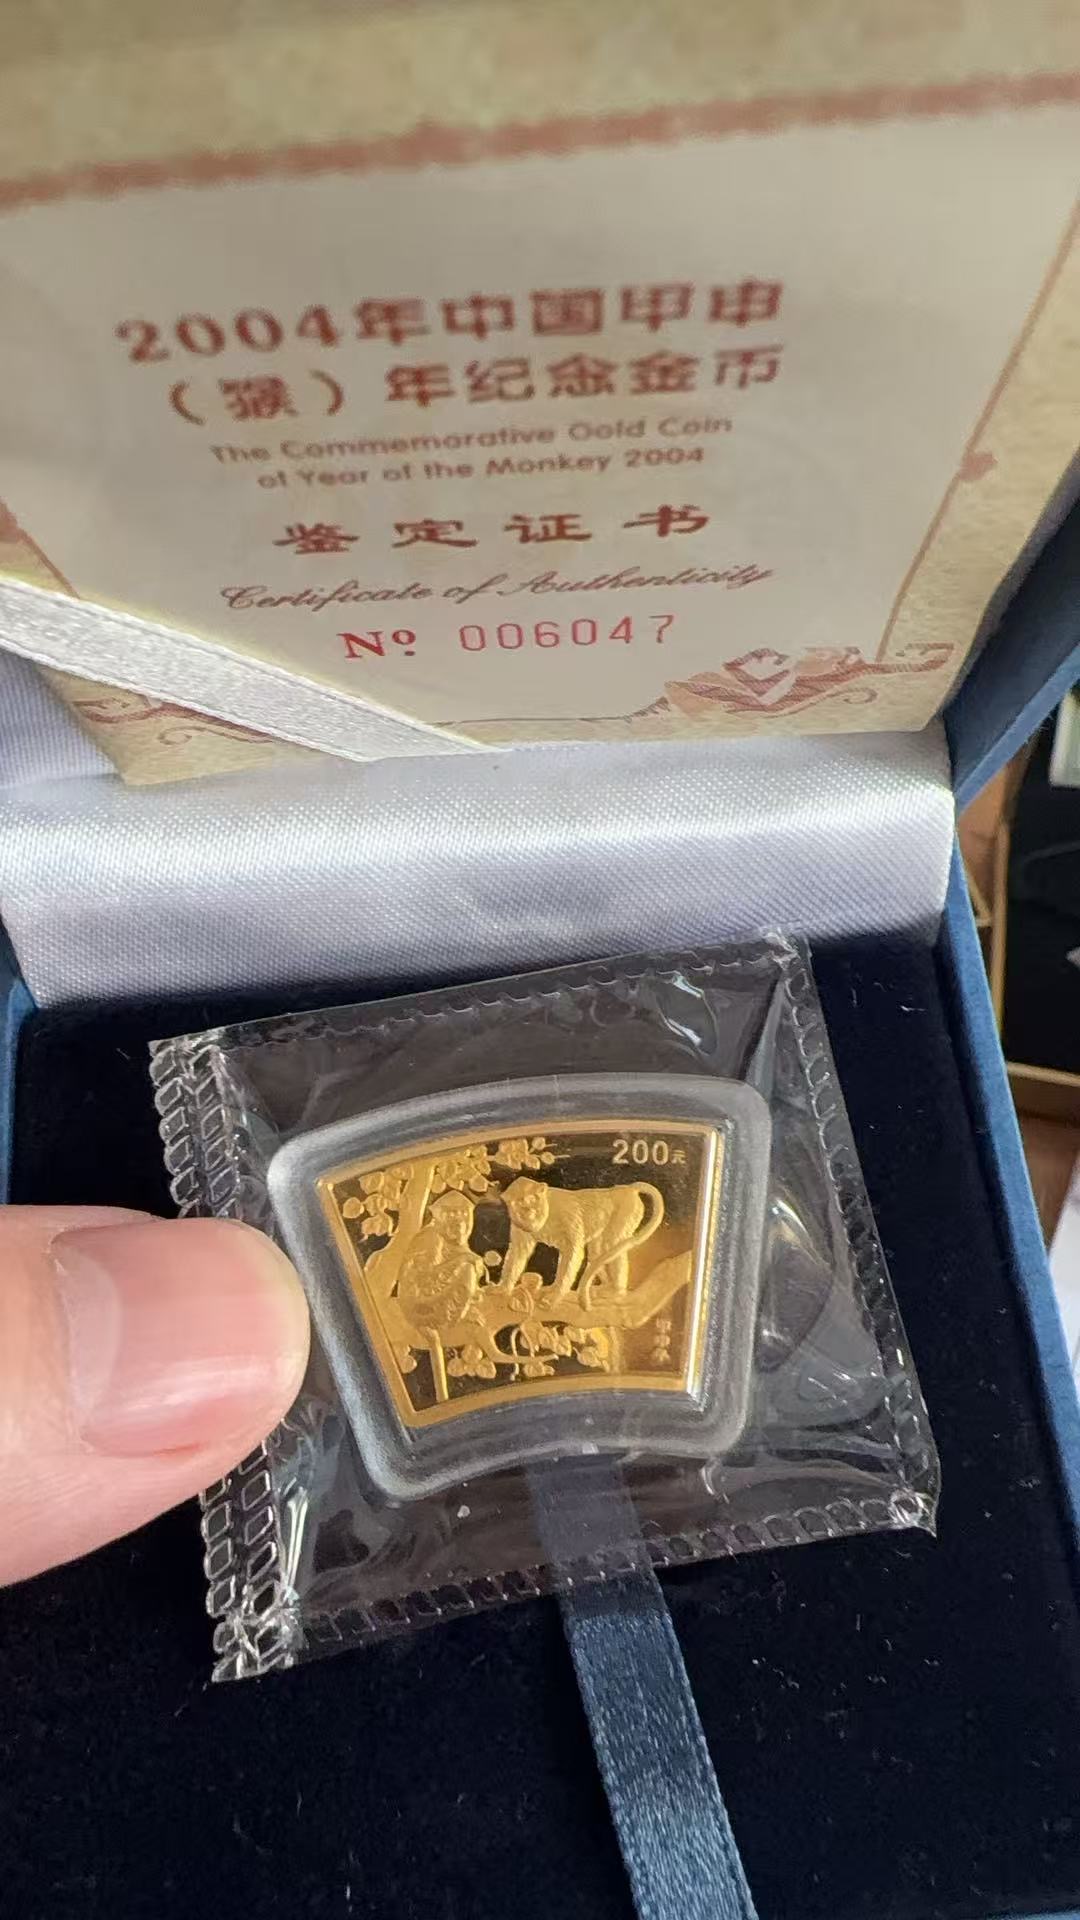 2004年中国甲申
（猴）年纪念金币
The Commemorative Gold Coin
of Year of the Monkey 2004
鉴定证书
Certificate of Authenticity
Nº 006047
200元